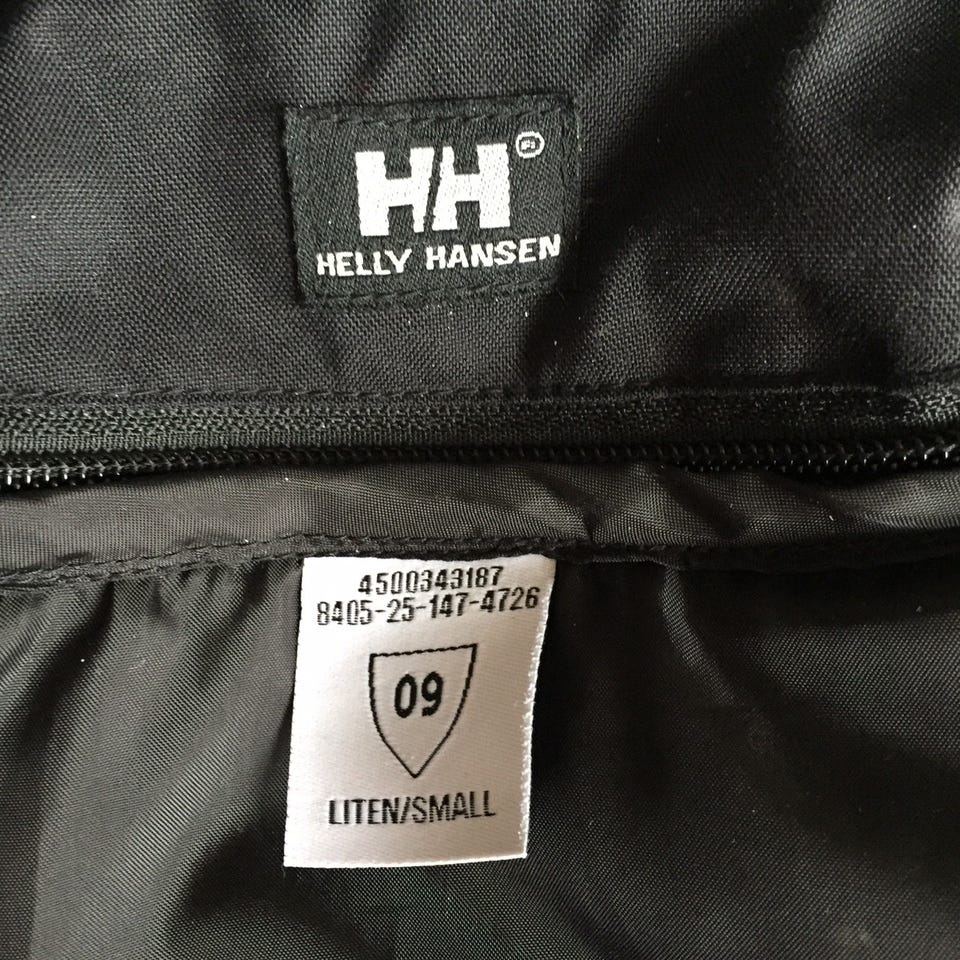 HH®
HELLY HANSEN
4500343187
8405-25-147-4726
09
LITEN/SMALL